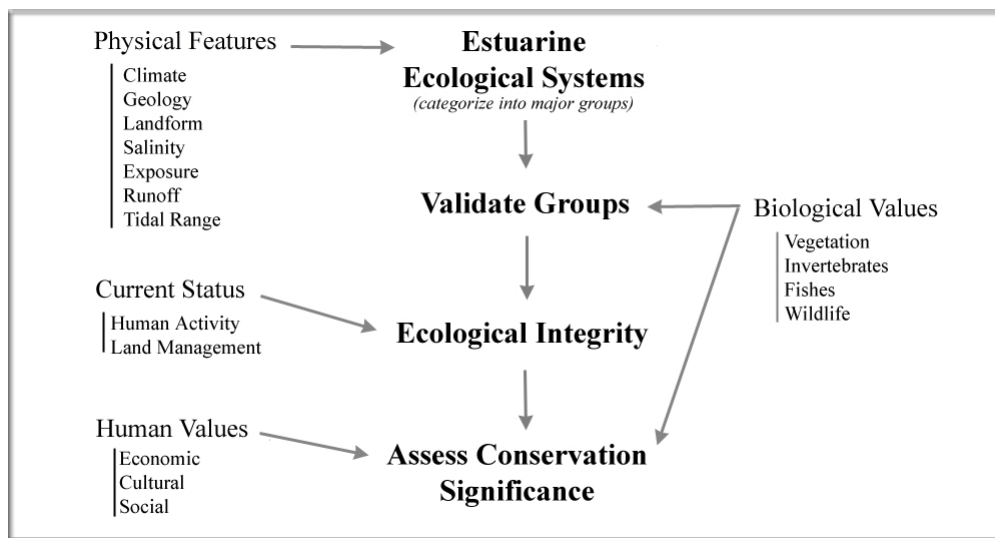 Physical Features
Climate
Geology
Landform
Salinity
Exposure
Runoff
Tidal Range
Estuarine
Ecological Systems
(categorize into major groups)
Validate Groups
Biological Values
Vegetation
Invertebrates
Fishes
Wildlife
Current Status
Human Activity
Land Management
Ecological Integrity
Human Values
Economic
Cultural
Social
Assess Conservation
Significance